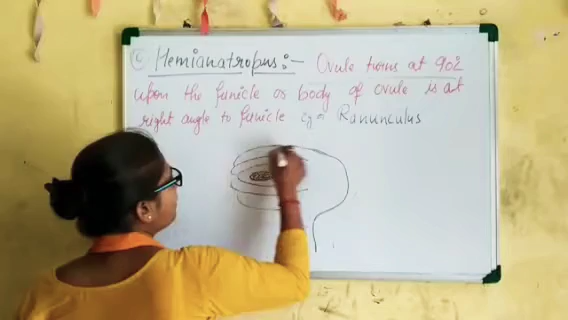 (c) Hemianatropus:- Ovule turns at 90°
upon the funicle or body of ovule is at
right angle to funicle eg = Ranunculus